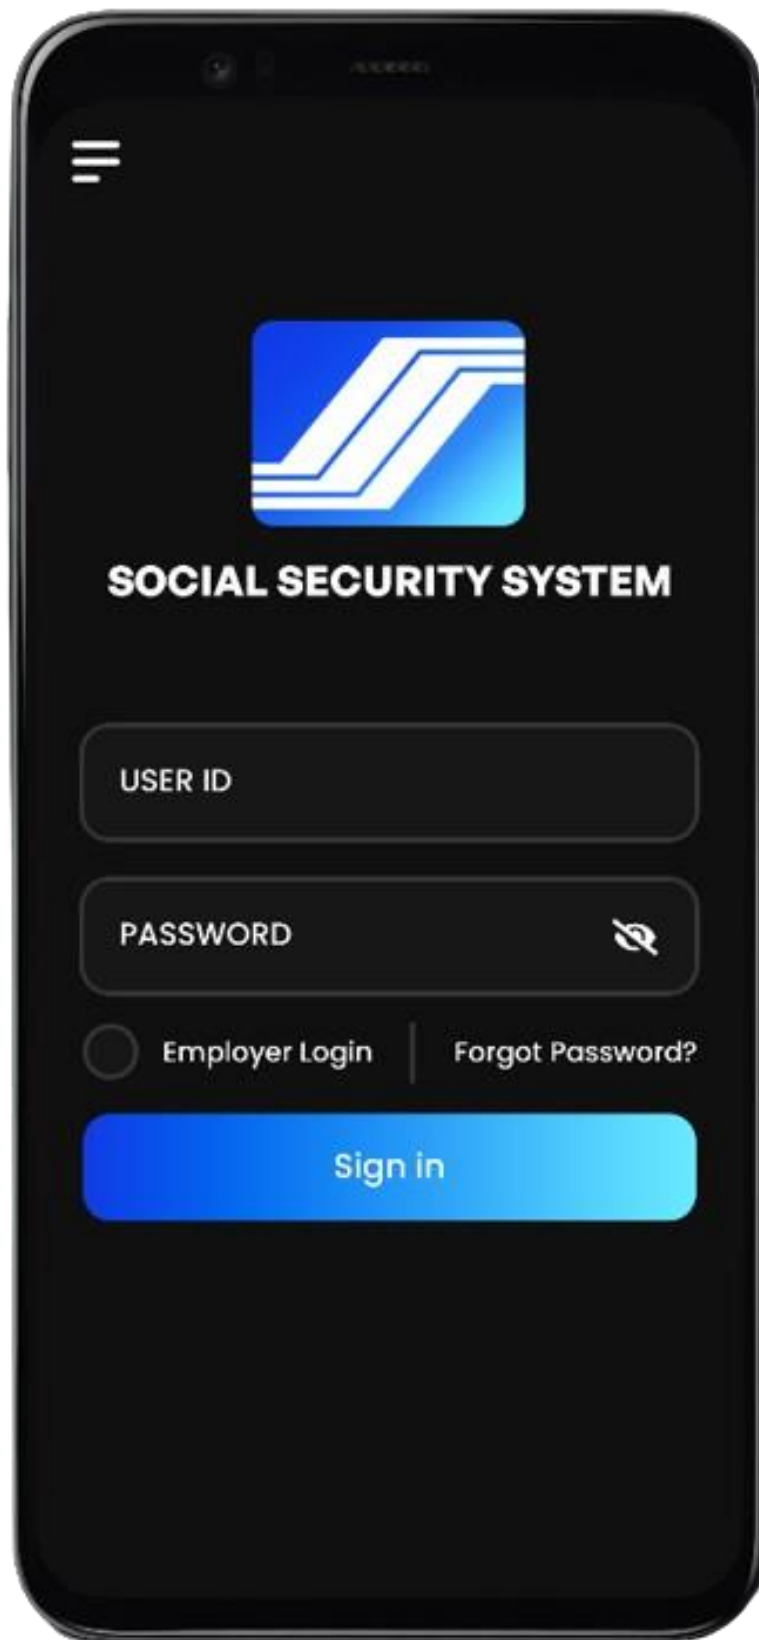 SOCIAL SECURITY SYSTEM
USER ID
PASSWORD
Employer Login
Forgot Password?
Sign in